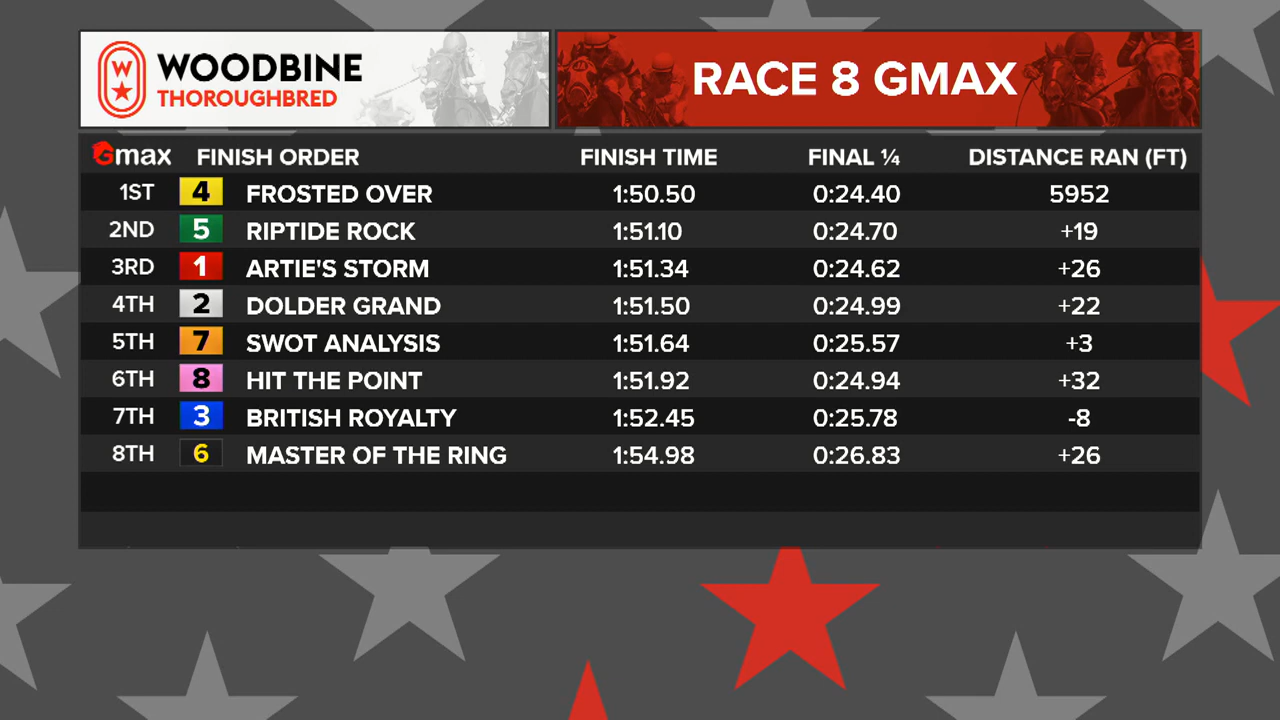 W
WOODBINE
THOROUGHBRED
RACE 8 GMAX
Gmax FINISH ORDER FINISH TIME FINAL ¼ DISTANCE RAN (FT)
1ST 4 FROSTED OVER 1:50.50 0:24.40 5952
2ND 5 RIPTIDE ROCK 1:51.10 0:24.70 +19
3RD 1 ARTIE'S STORM 1:51.34 0:24.62 +26
4TH 2 DOLDER GRAND 1:51.50 0:24.99 +22
5TH 7 SWOT ANALYSIS 1:51.64 0:25.57 +3
6TH 8 HIT THE POINT 1:51.92 0:24.94 +32
7TH 3 BRITISH ROYALTY 1:52.45 0:25.78 -8
8TH 6 MASTER OF THE RING 1:54.98 0:26.83 +26